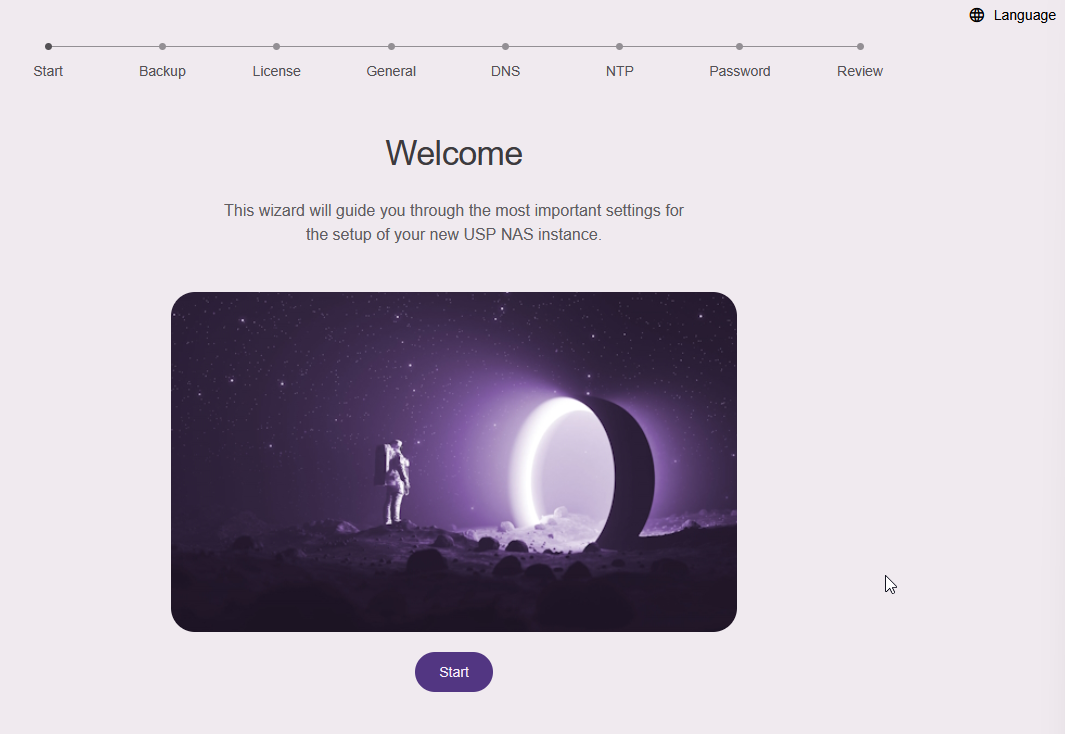 Language
Start
Backup
License
General
DNS
NTP
Password
Review
Welcome
This wizard will guide you through the most important settings for
the setup of your new USP NAS instance.
Start